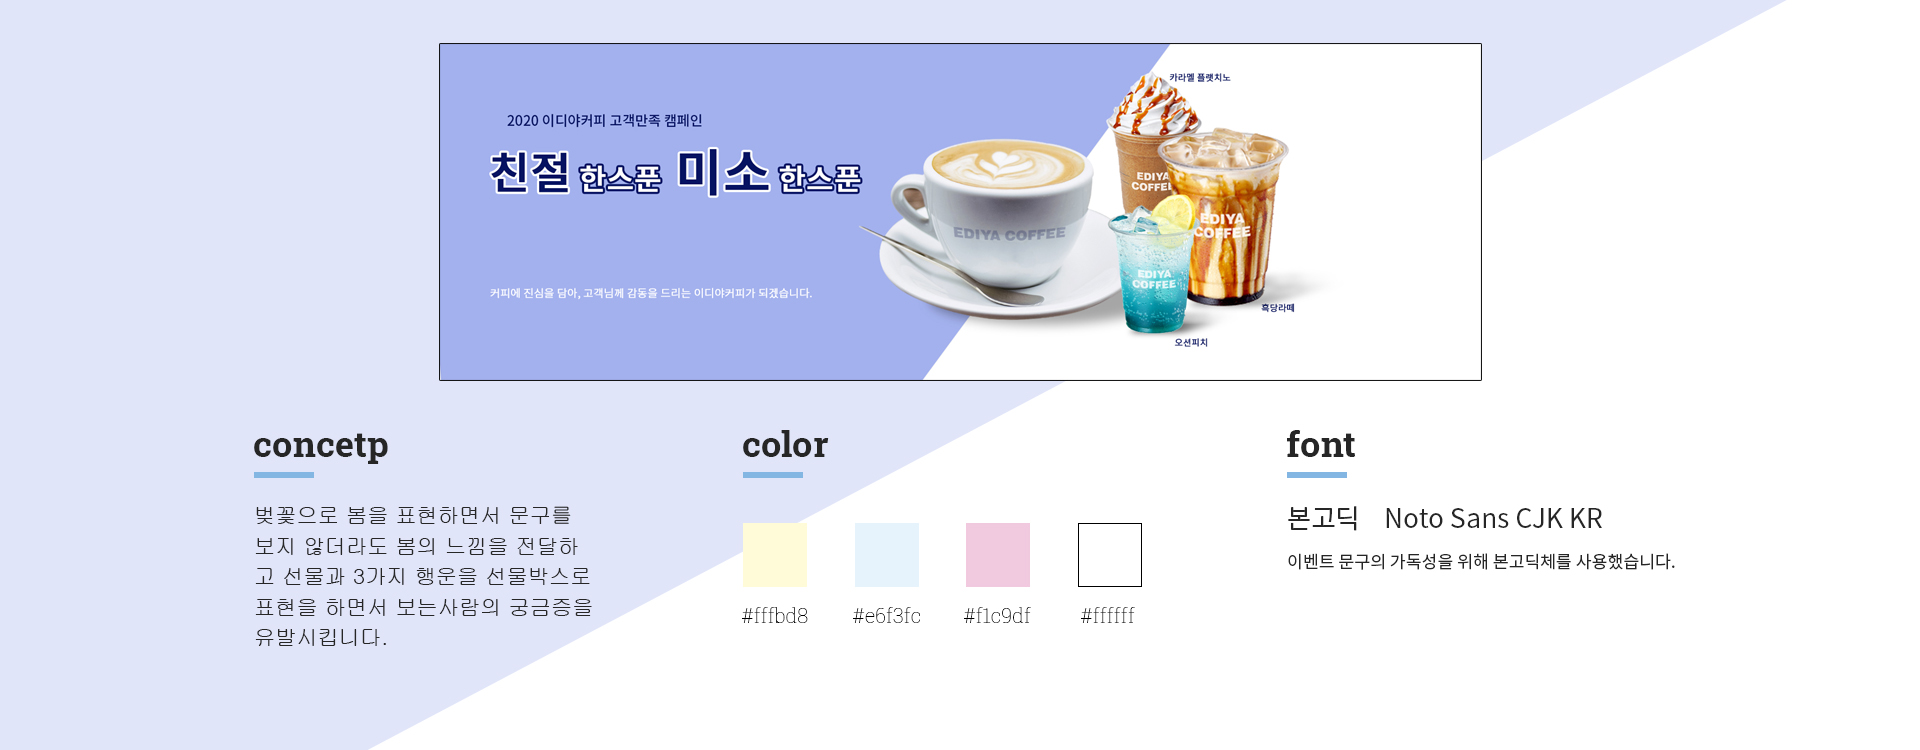 카라멜 플랫치노
2020 이디야커피 고객만족 캠페인
친절 한스푼 미소 한스푼
EDIYA
COFFEE
EDIYA
COFFEE
EDIYA COFFEE
EDIYA
COFFEE
커피에 진심을 담아, 고객님께 감동을 드리는 이디야커피가 되겠습니다.
흑당라떼
오션피치
concetp
벚꽃으로 봄을 표현하면서 문구를
보지 않더라도 봄의 느낌을 전달하
고 선물과 3가지 행운을 선물박스로
표현을 하면서 보는사람의 궁금증을
유발시킵니다.
color
#fffbd8 #e6f3fc #f1c9df #ffffff
font
본고딕 Noto Sans CJK KR
이벤트 문구의 가독성을 위해 본고딕체를 사용했습니다.